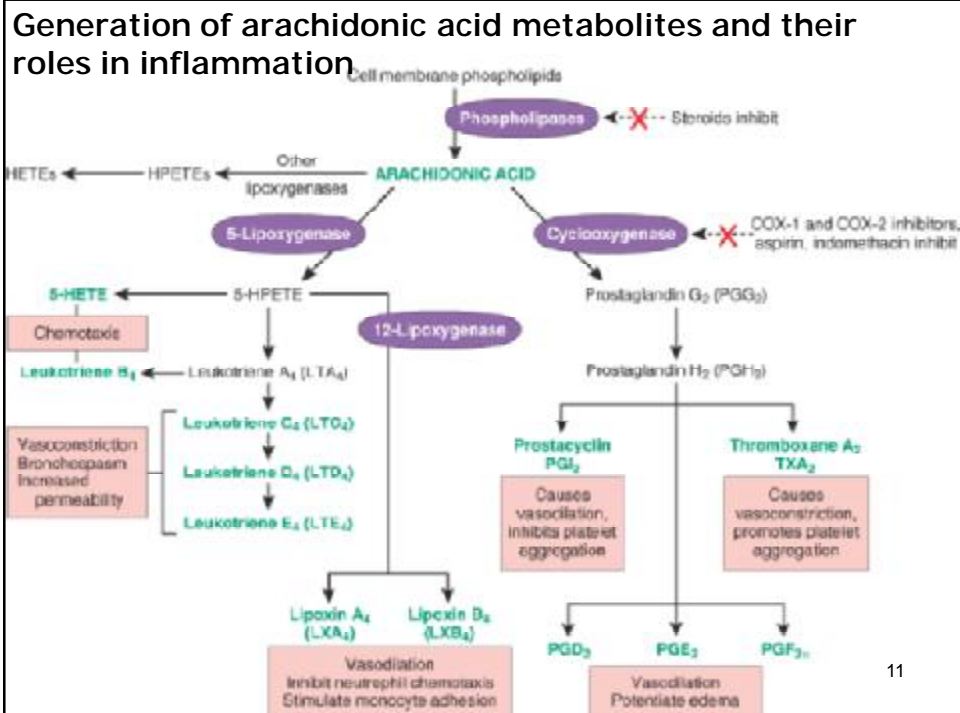 Generation of arachidonic acid metabolites and their
roles in inflammation
Cell membrane phospholipids
Phospholipases
Steroids inhibit
HETEs
HPETEs
Other
lipoxygenases
ARACHIDONIC ACID
5-Lipoxygenase
Cyclooxygenase
COX-1 and COX-2 inhibitors,
aspirin, indomethacin inhibit
5-HETE
5-HPETE
Prostaglandin G₂ (PGG₂)
Chemotaxis
12-Lipoxygenase
Leukotriene B₄
Leukotriene A₄ (LTA₄)
Prostaglandin H₂ (PGH₂)
Leukotriene C₄ (LTC₄)
Vasoconstriction
Bronchospasm
Increased
permeability
Leukotriene D₄ (LTD₄)
Leukotriene E₄ (LTE₄)
Prostacyclin
PGI₂
Thromboxane A₂
TXA₂
Causes
vasodilation,
inhibits platelet
aggregation
Causes
vasoconstriction,
promotes platelet
aggregation
Lipoxin A₄
(LXA₄)
Lipoxin B₄
(LXB₄)
PGD₂
PGE₂
PGF₂α
Vasodilation
Inhibit neutrophil chemotaxis
Stimulate monocyte adhesion
Vasodilation
Potentiate edema
11